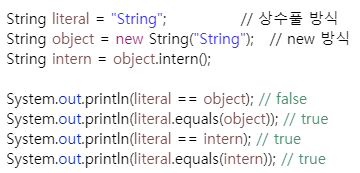 String literal = "String"; // 상수풀 방식
String object = new String("String"); // new 방식
String intern = object.intern();
System.out.println(literal == object); // false
System.out.println(literal.equals(object)); // true
System.out.println(literal == intern); // true
System.out.println(literal.equals(intern)); // true